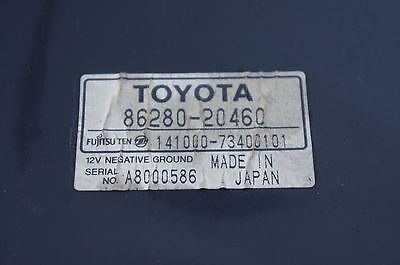 TOYOTA
86280-20460
FUJITSU TEN 141000-73400101
12V NEGATIVE GROUND MADE IN
SERIAL NO. A8000586 JAPAN